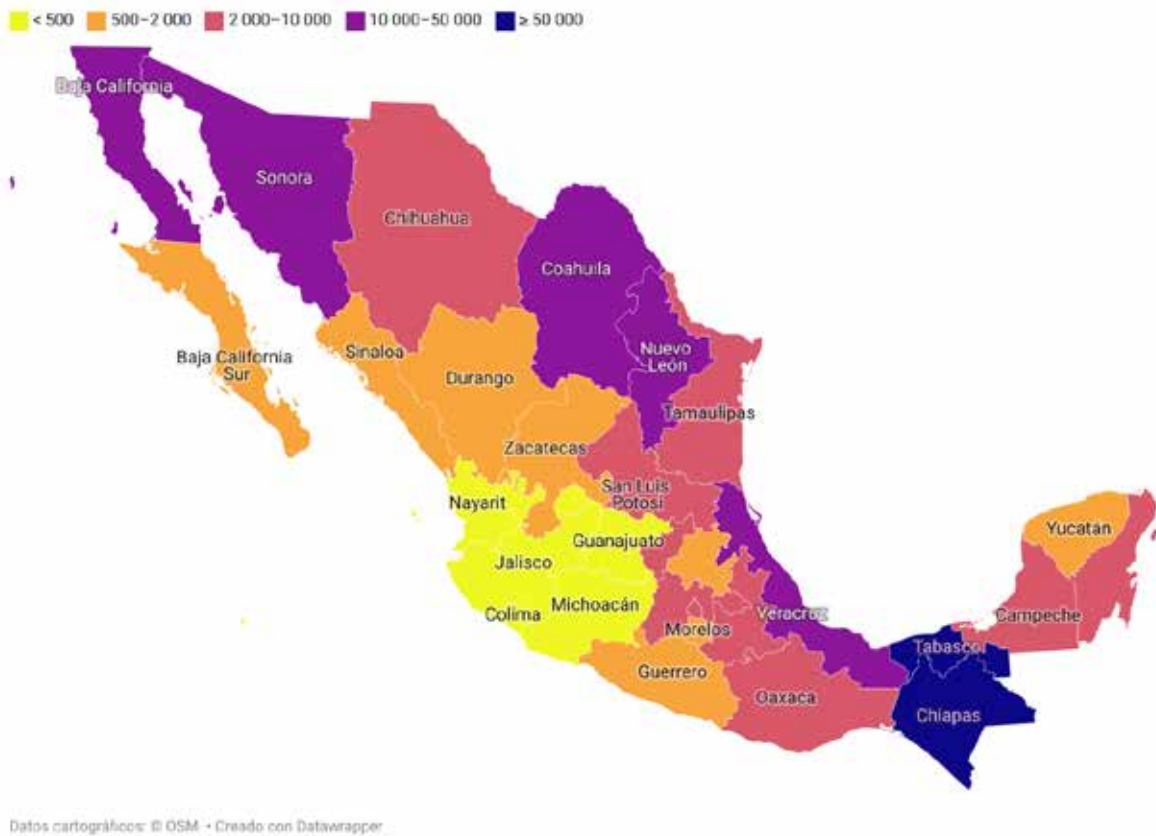 < 500 500–2 000 2 000–10 000 10 000–50 000 ≥ 50 000
Baja California
Sonora
Chihuahua
Coahuila
Nuevo
León
Baja California
Sur
Sinaloa
Durango
Tamaulipas
Zacatecas
San Luis
Potosí
Nayarit
Guanajuato
Yucatán
Jalisco
Colima
Michoacán
Veracruz
Campeche
Morelos
Tabasco
Guerrero
Oaxaca
Chiapas
Datos cartográficos: © OSM • Creado con Datawrapper